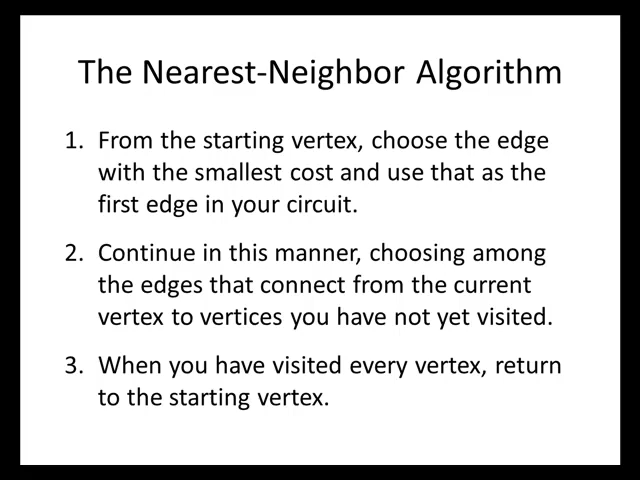 The Nearest-Neighbor Algorithm
1. From the starting vertex, choose the edge
with the smallest cost and use that as the
first edge in your circuit.
2. Continue in this manner, choosing among
the edges that connect from the current
vertex to vertices you have not yet visited.
3. When you have visited every vertex, return
to the starting vertex.